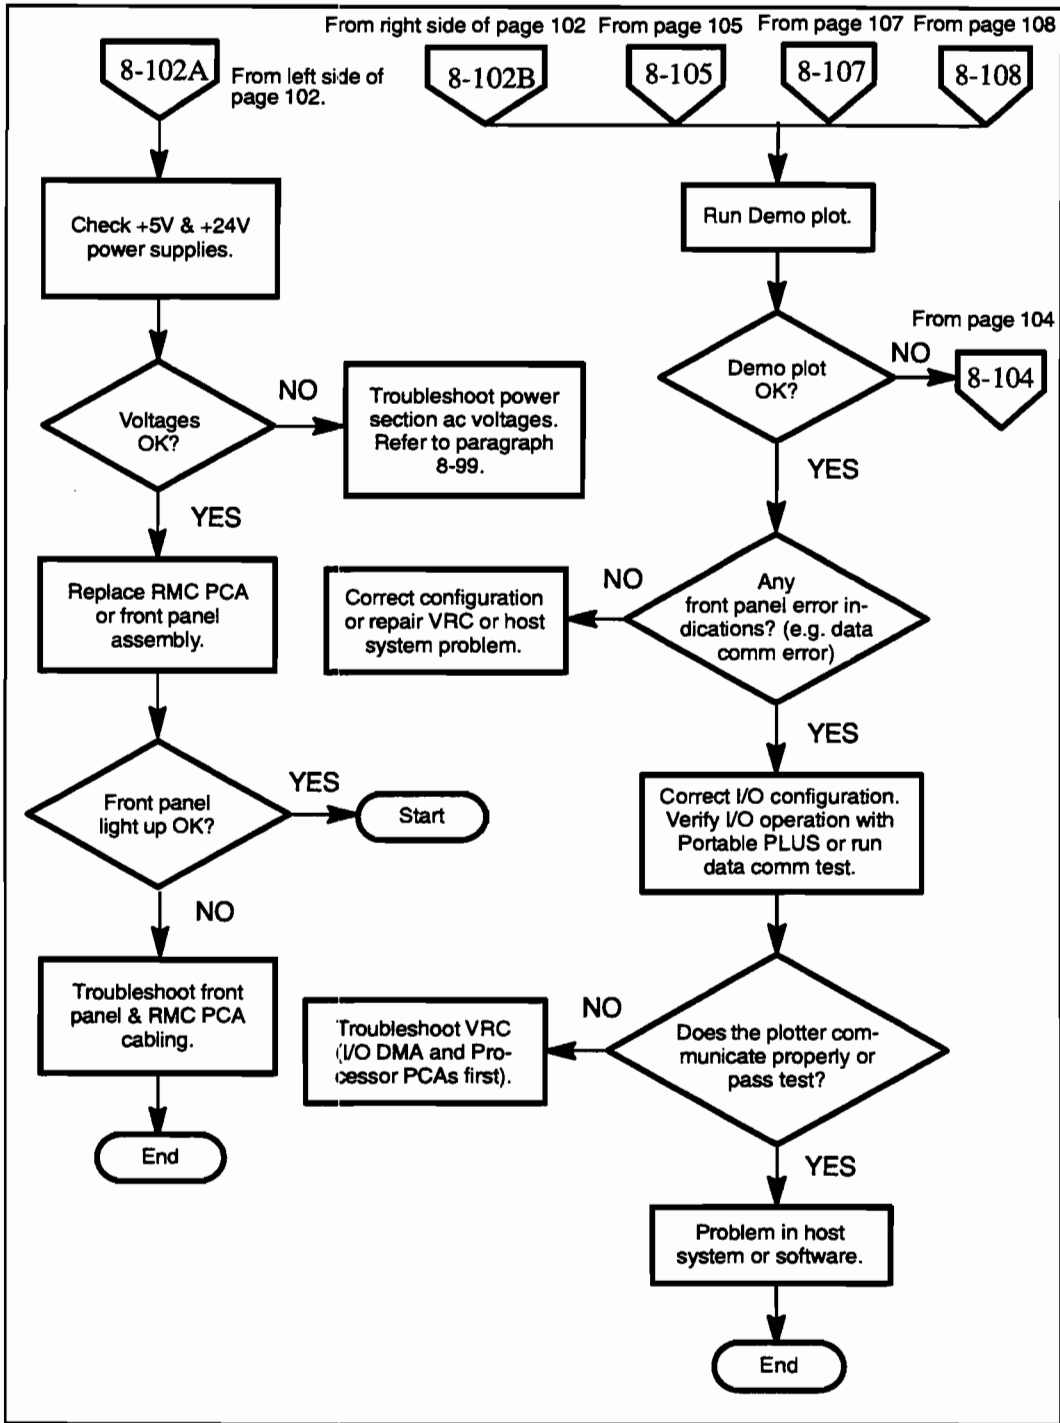 From right side of page 102
From page 105
From page 107
From page 108
8-102A
From left side of
page 102.
8-102B
8-105
8-107
8-108
Check +5V & +24V
power supplies.
Voltages
OK?
NO
Troubleshoot power
section ac voltages.
Refer to paragraph
8-99.
YES
Replace RMC PCA
or front panel
assembly.
Front panel
light up OK?
YES
Start
NO
Troubleshoot front
panel & RMC PCA
cabling.
End
Run Demo plot.
Demo plot
OK?
NO
From page 104
8-104
YES
Any
front panel error in-
dications? (e.g. data
comm error)
NO
Correct configuration
or repair VRC or host
system problem.
YES
Correct I/O configuration.
Verify I/O operation with
Portable PLUS or run
data comm test.
Does the plotter com-
municate properly or
pass test?
NO
Troubleshoot VRC
(I/O DMA and Pro-
cessor PCAs first).
YES
Problem in host
system or software.
End